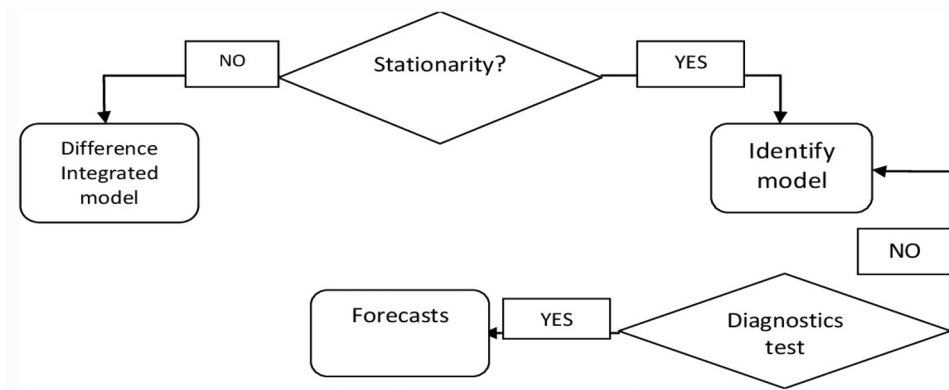 NO
Stationarity?
YES
Difference
Integrated
model
Identify
model
NO
Forecasts
YES
Diagnostics
test